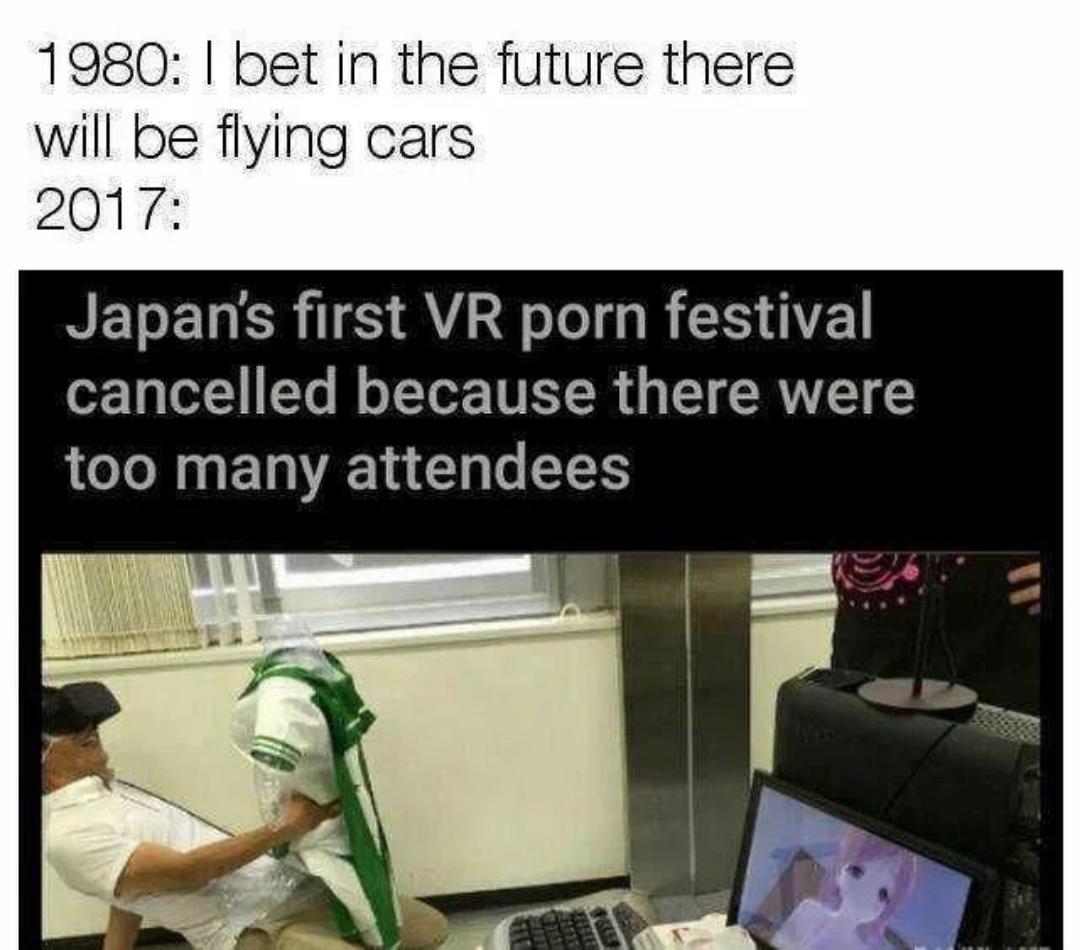 1980: I bet in the future there
will be flying cars
2017:
Japan's first VR porn festival
cancelled because there were
too many attendees